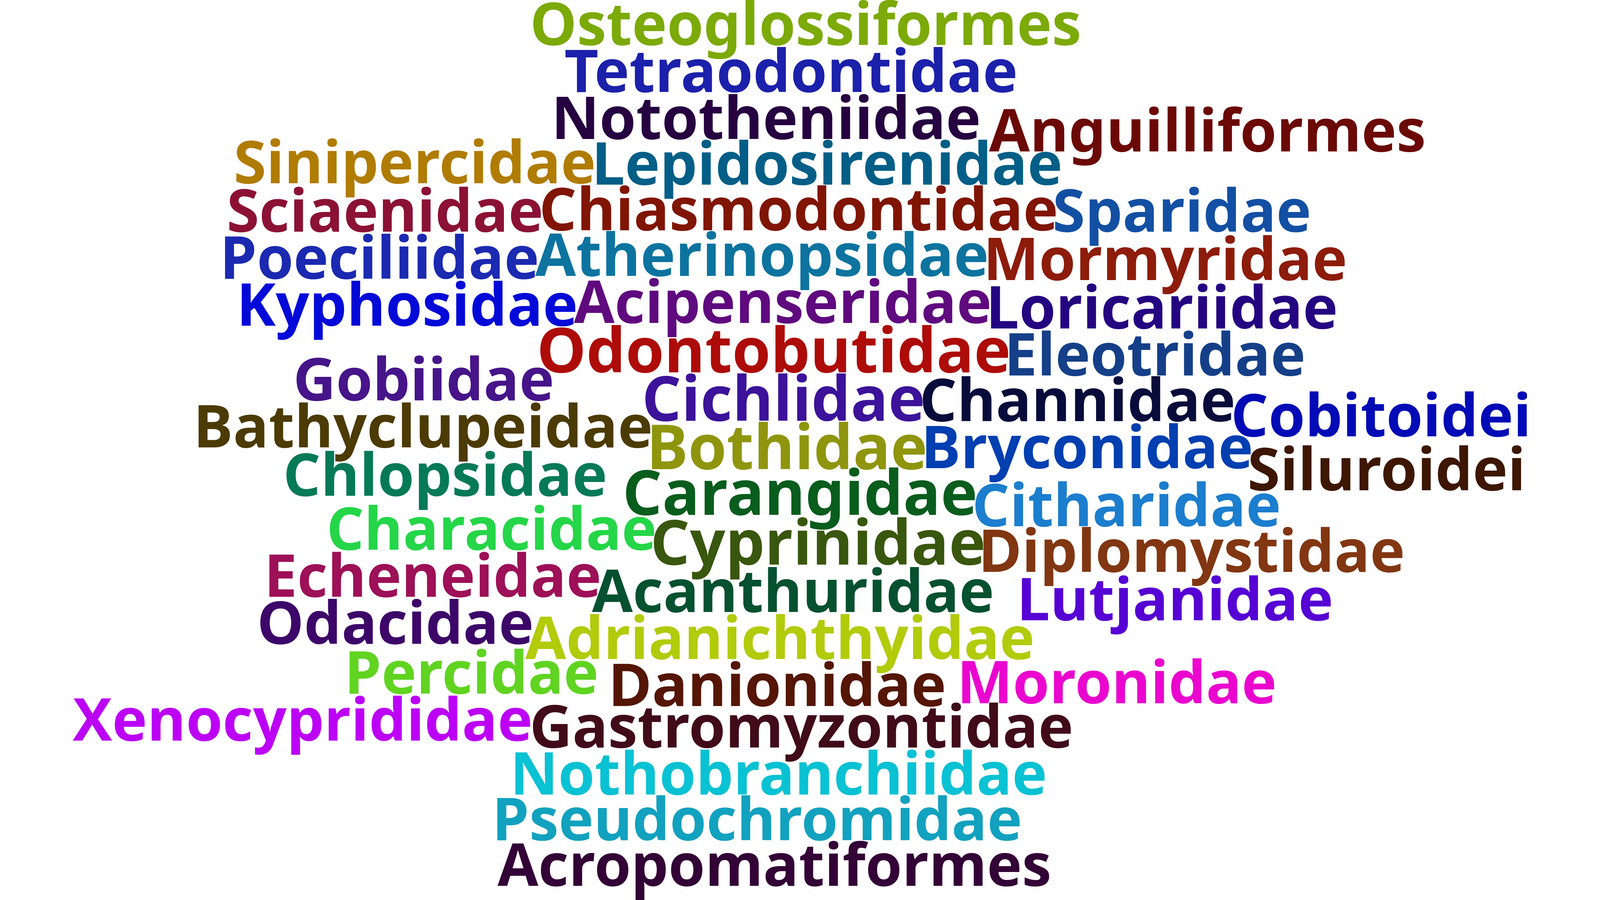 Osteoglossiformes
Tetraodontidae
Nototheniidae Anguilliformes
Sinipercidae Lepidosirenidae
Sciaenidae Chiasmodontidae Sparidae
Poeciliidae Atherinopsidae Mormyridae
Kyphosidae Acipenseridae Loricariidae
Odontobutidae Eleotridae
Gobiidae Cichlidae Channidae Cobitoidei
Bathyclupeidae Bothidae Bryconidae Siluroidei
Chlopsidae Carangidae Citharidae
Characidae Cyprinidae Diplomystidae
Echeneidae Acanthuridae Lutjanidae
Odacidae Adrianichthyidae
Percidae Danionidae Moronidae
Xenocyprididae Gastromyzontidae
Nothobranchiidae
Pseudochromidae
Acropomatiformes